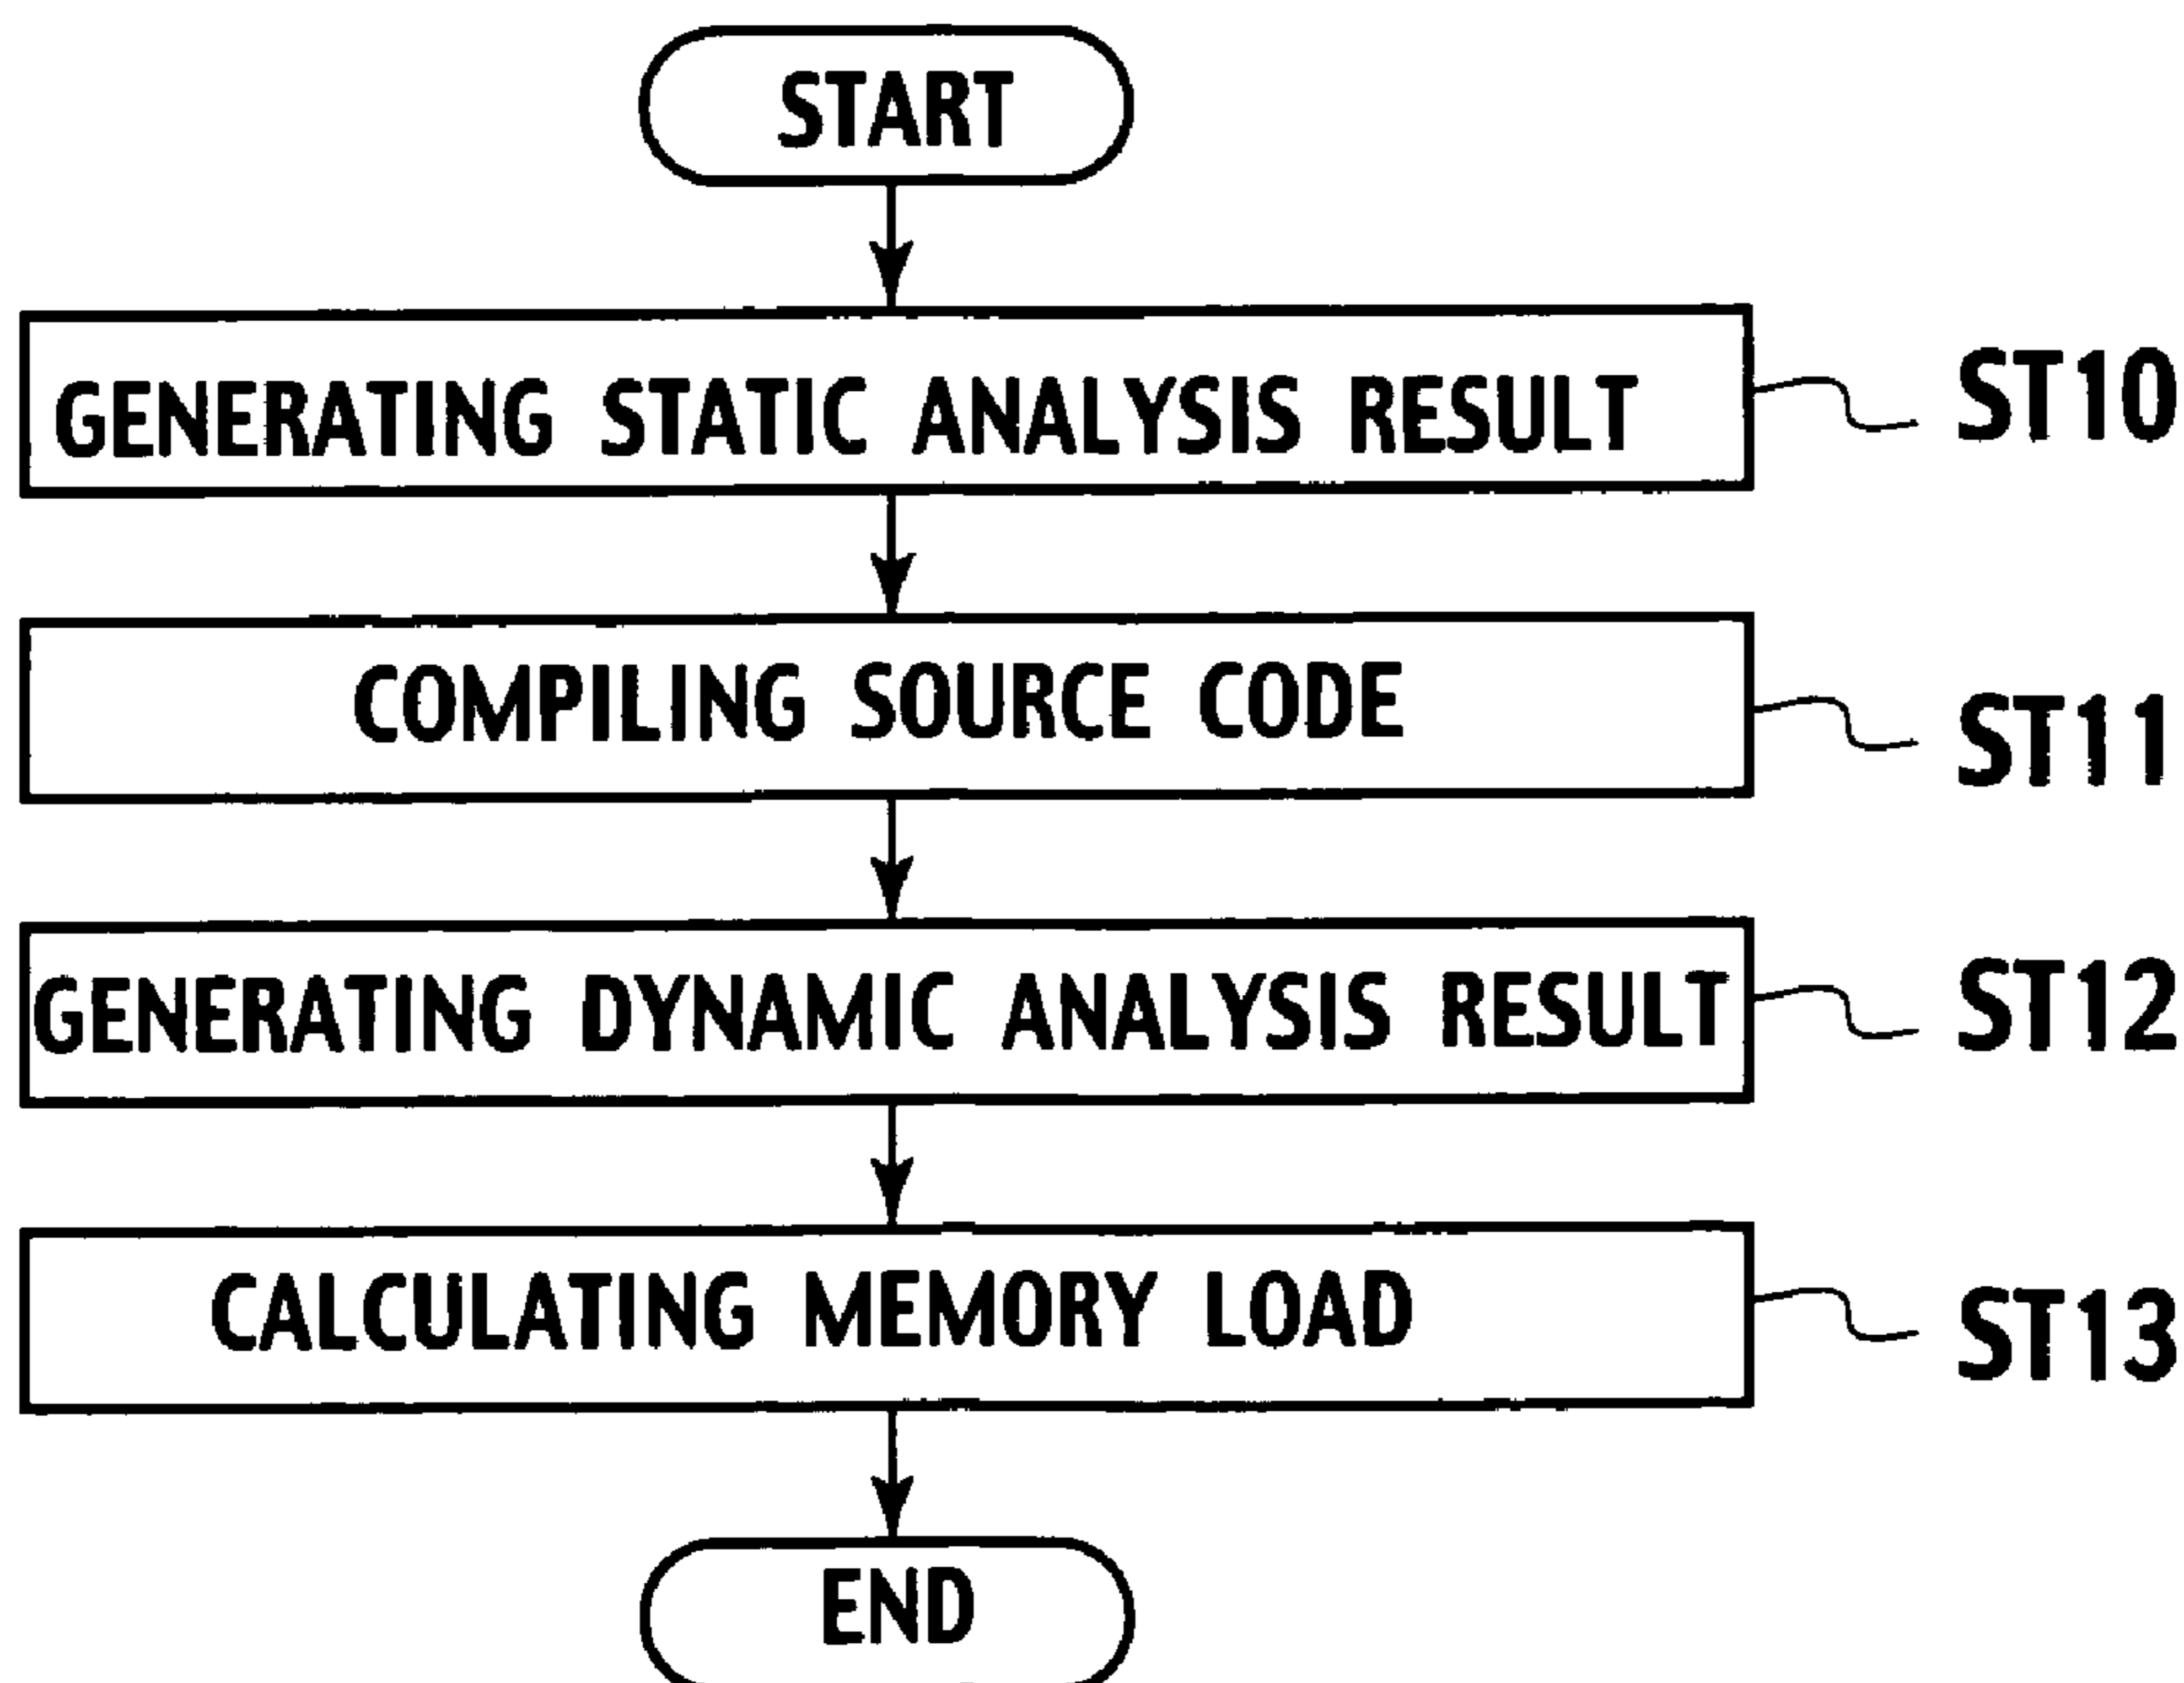 START
GENERATING STATIC ANALYSIS RESULT
ST10
COMPILING SOURCE CODE
ST11
GENERATING DYNAMIC ANALYSIS RESULT
ST12
CALCULATING MEMORY LOAD
ST13
END